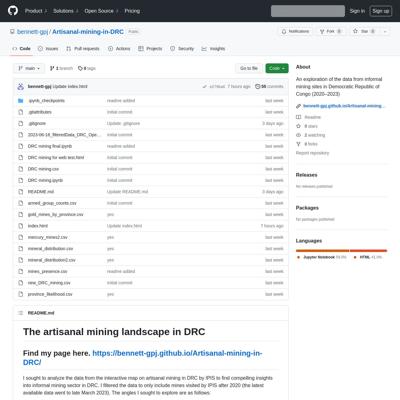 Product Solutions Open Source Pricing Sign in Sign up
bennett-gpj / Artisanal-mining-in-DRC Public Notifications Fork 0 Star 0
Code Issues Pull requests Actions Projects Security Insights
main 1 branch 0 tags Go to file Code
bennett-gpj Update index.html 7 hours ago 55 commits
.ipynb_checkpoints readme added last week
.gitattributes initial commit last week
.gitignore Update .gitignore 3 days ago
2023-06-16_filteredData_DRC_Ope... initial commit last week
DRC mining final.ipynb readme added last week
DRC mining for web test.html initial commit last week
DRC mining.csv initial commit last week
DRC mining.ipynb initial commit last week
README.md Update README.md 3 days ago
armed_group_counts.csv initial commit last week
gold_mines_by_province.csv yes last week
index.html Update index.html 7 hours ago
mercury_mines2.csv yes last week
mineral_distribution.csv yes last week
mineral_distribution2.csv yes last week
mines_presence.csv readme added last week
new_DRC_mining.csv initial commit last week
province_likelihood.csv yes last week
README.md
The artisanal mining landscape in DRC
Find my page here. https://bennett-gpj.github.io/Artisanal-mining-in-
DRC/
I sought to analyze the data from the interactive map on artisanal mining in DRC by IPIS to find compelling insights
into informal mining sector in DRC. I filtered the data to only include mines visited by IPIS after 2020 (the latest
available data went to late March 2023). The angles I sought to explore are as follows:
About
An exploration of the data from informal
mining sites in Democratic Republic of
Congo (2020–2023)
bennett-gpj.github.io/Artisanal-mining...
Readme
0 stars
2 watching
0 forks
Report repository
Releases
No releases published
Packages
No packages published
Languages
Jupyter Notebook HTML